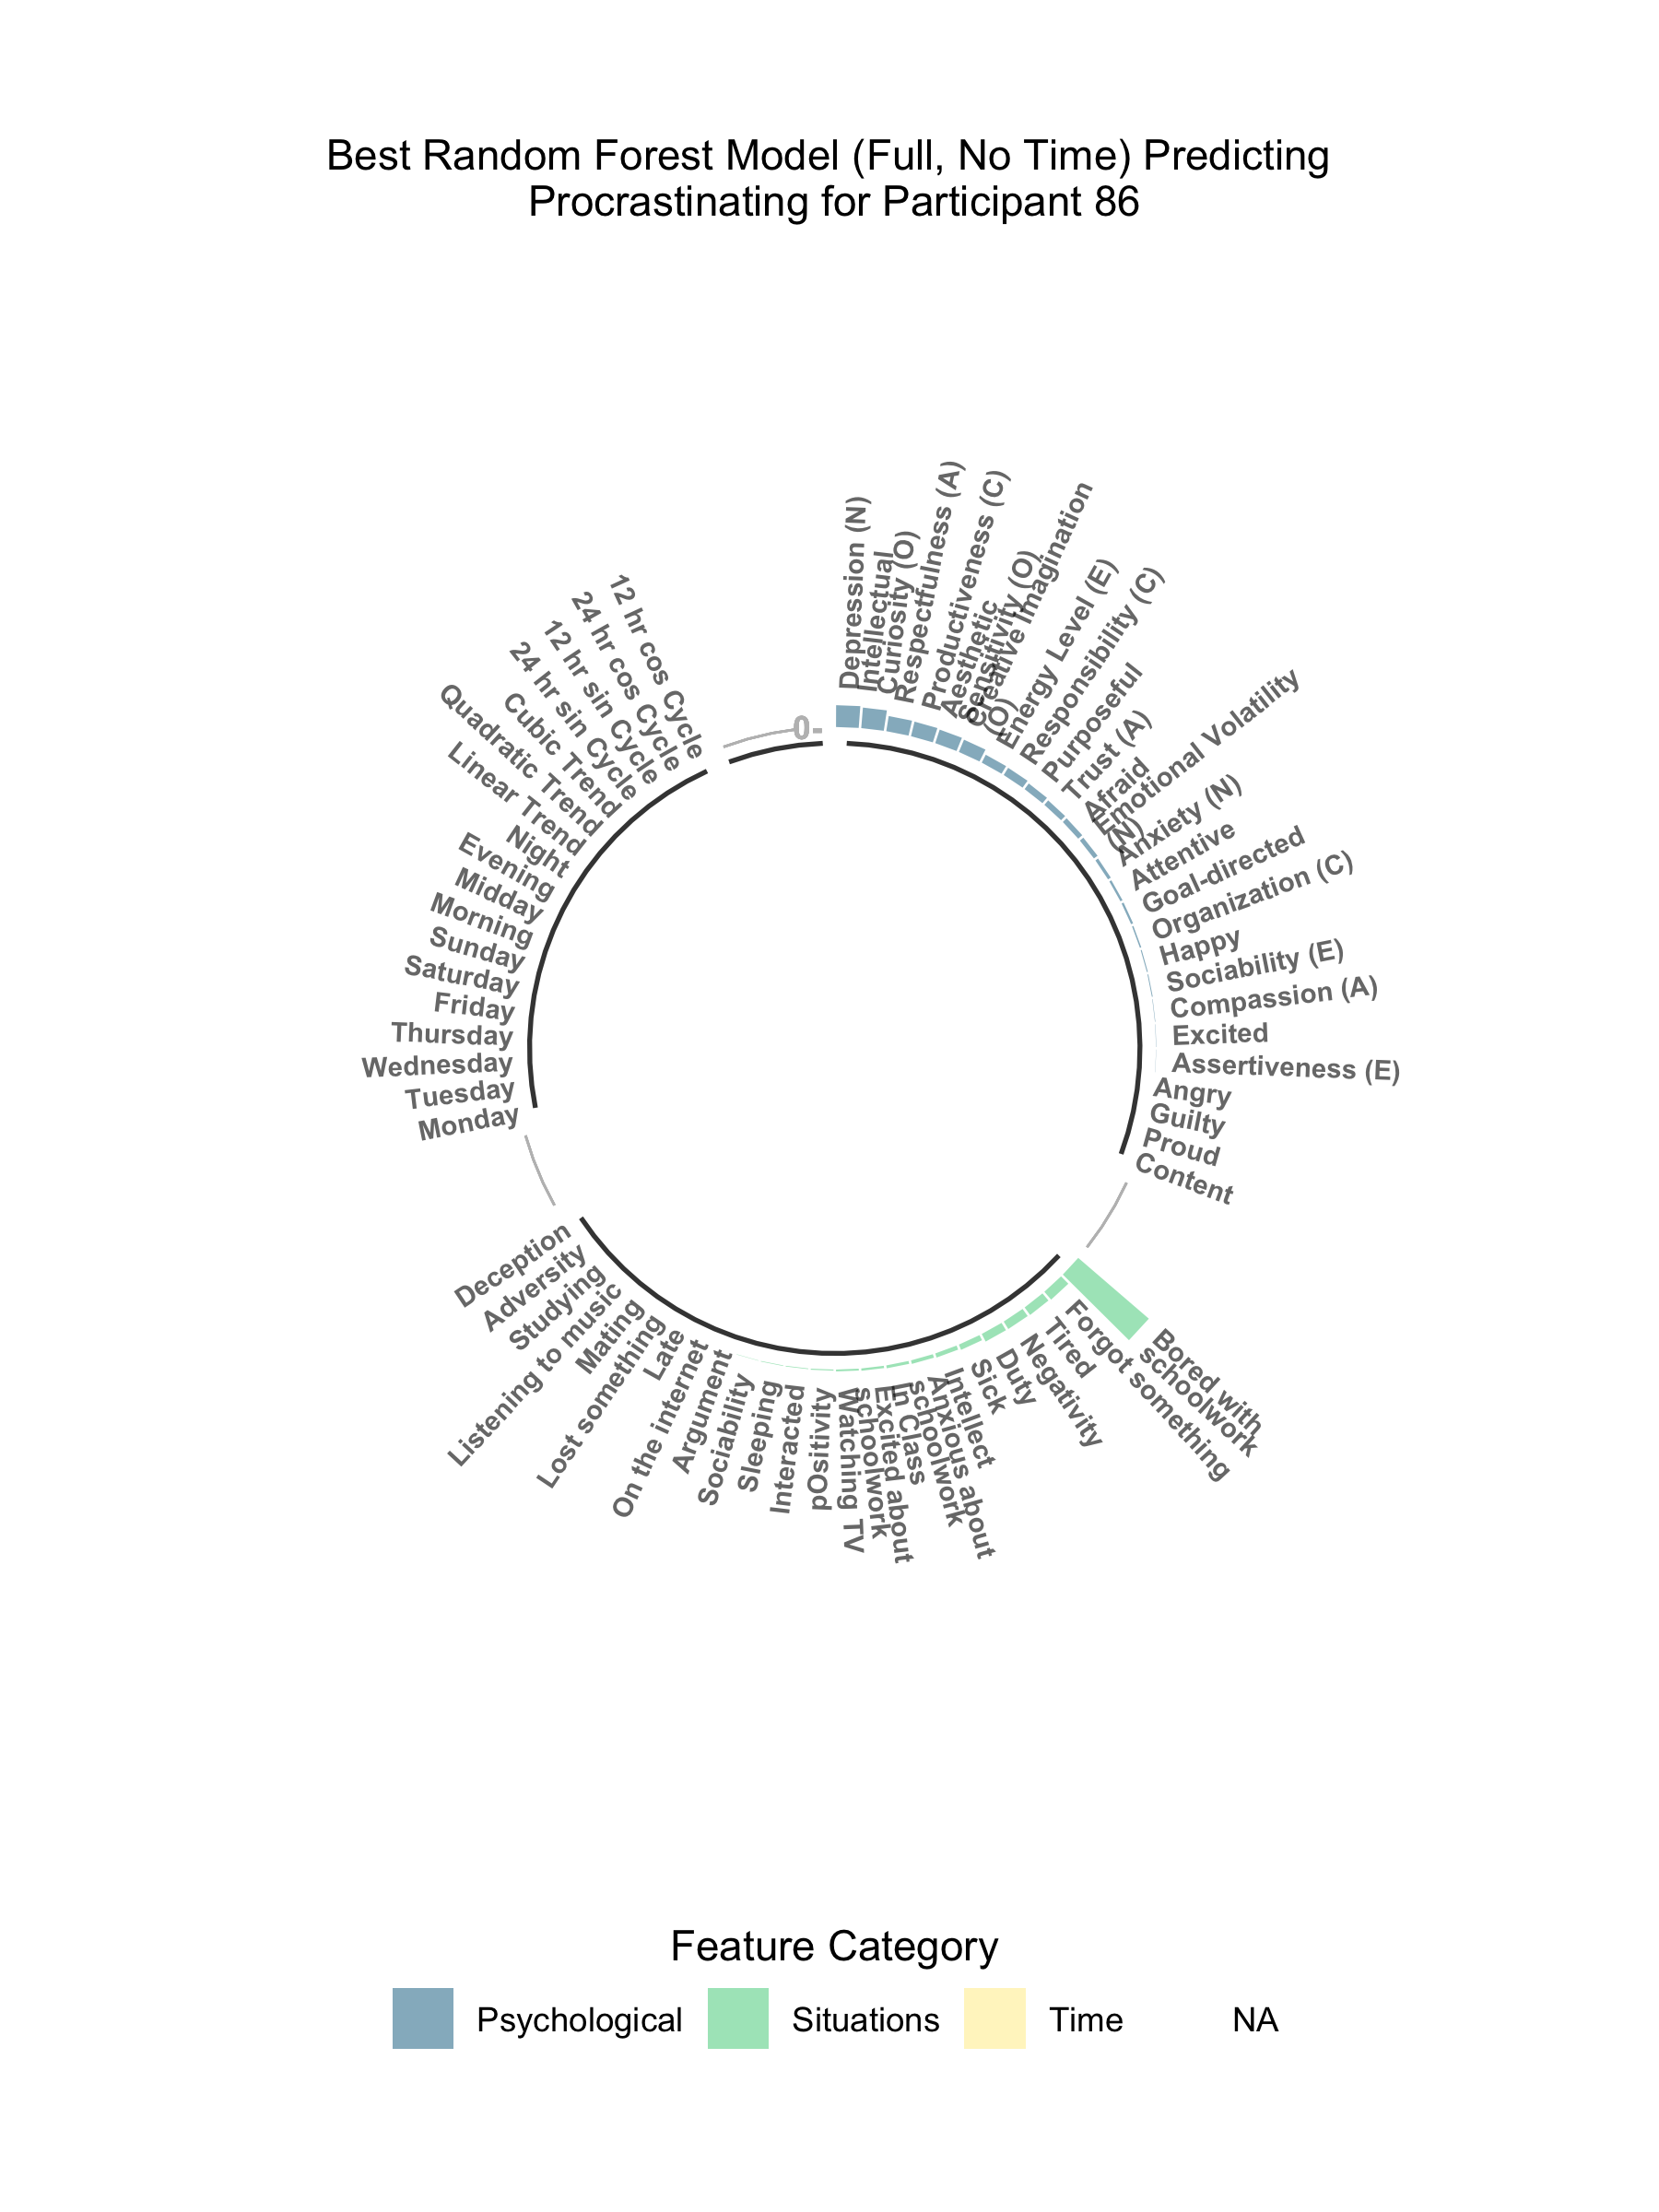 Best Random Forest Model (Full, No Time) Predicting
Procrastinating for Participant 86
0
Depression (N)
Intellectual
Curiosity (O)
Respectfulness (A)
Productiveness (C)
Aesthetic
Sensitivity (O)
Creative Imagination
(O)
Energy Level (E)
Responsibility (C)
Purposeful
Trust (A)
Afraid
Emotional Volatility
(N)
Anxiety (N)
Attentive
Goal-directed
Organization (C)
Happy
Sociability (E)
Compassion (A)
Excited
Assertiveness (E)
Angry
Guilty
Proud
Content
Bored with
schoolwork
Forgot something
Tired
Negativity
Duty
Sick
Intellect
Anxious about
schoolwork
In Class
Excited about
schoolwork
Watching TV
pOsitivity
Interacted
Sleeping
Sociability
Argument
On the internet
Late
Lost something
Mating
Listening to music
Studying
Adversity
Deception
Monday
Tuesday
Wednesday
Thursday
Friday
Saturday
Sunday
Morning
Midday
Evening
Night
Linear Trend
Quadratic Trend
Cubic Trend
24 hr sin Cycle
12 hr sin Cycle
24 hr cos Cycle
12 hr cos Cycle
Feature Category
Psychological
Situations
Time
NA